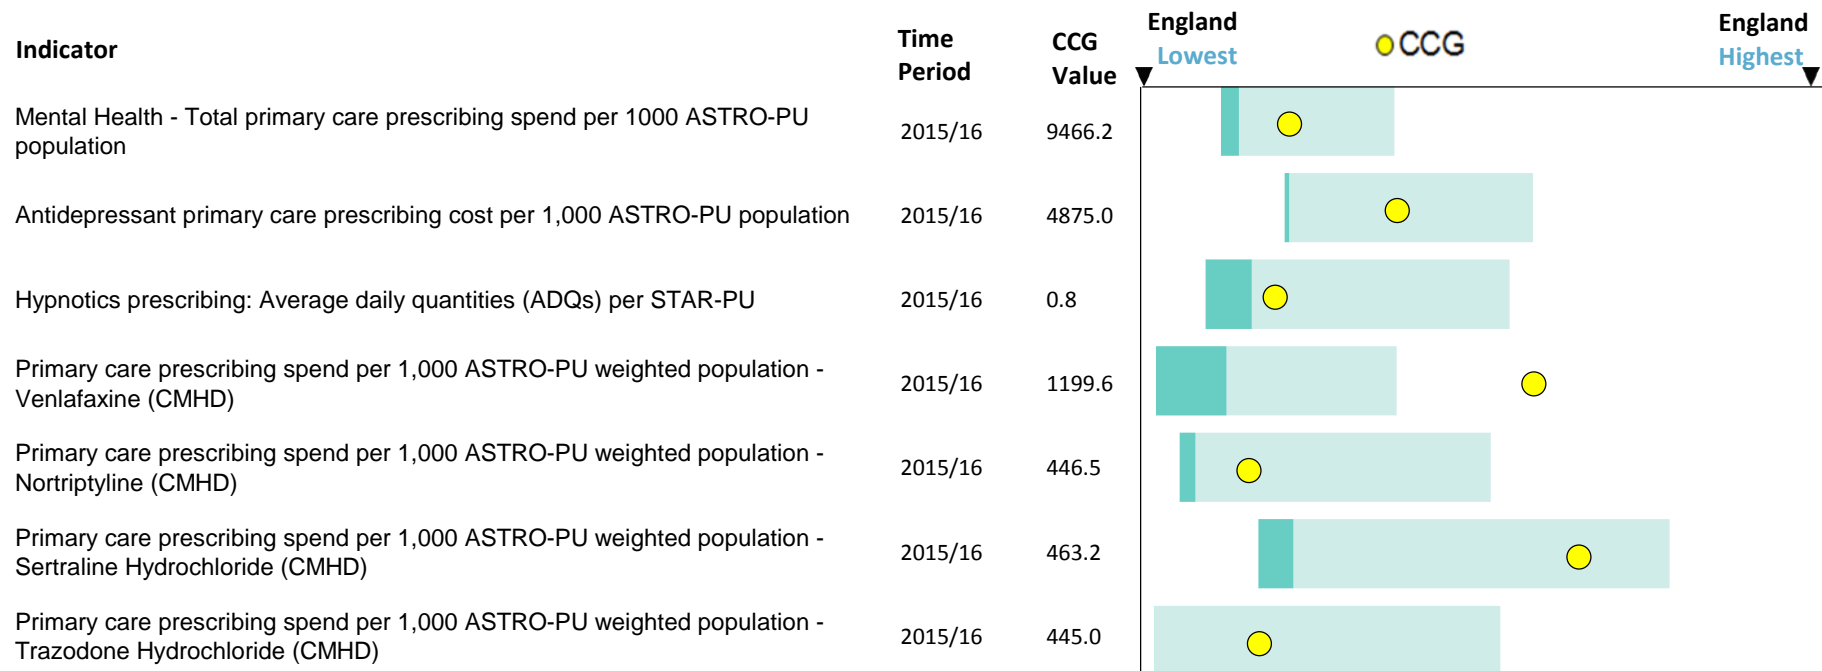 Indicator
Time
Period
CCG
Value
England
Lowest
CCG
England
Highest
Mental Health - Total primary care prescribing spend per 1000 ASTRO-PU
population
2015/16
9466.2
Antidepressant primary care prescribing cost per 1,000 ASTRO-PU population
2015/16
4875.0
Hypnotics prescribing: Average daily quantities (ADQs) per STAR-PU
2015/16
0.8
Primary care prescribing spend per 1,000 ASTRO-PU weighted population -
Venlafaxine (CMHD)
2015/16
1199.6
Primary care prescribing spend per 1,000 ASTRO-PU weighted population -
Nortriptyline (CMHD)
2015/16
446.5
Primary care prescribing spend per 1,000 ASTRO-PU weighted population -
Sertraline Hydrochloride (CMHD)
2015/16
463.2
Primary care prescribing spend per 1,000 ASTRO-PU weighted population -
Trazodone Hydrochloride (CMHD)
2015/16
445.0